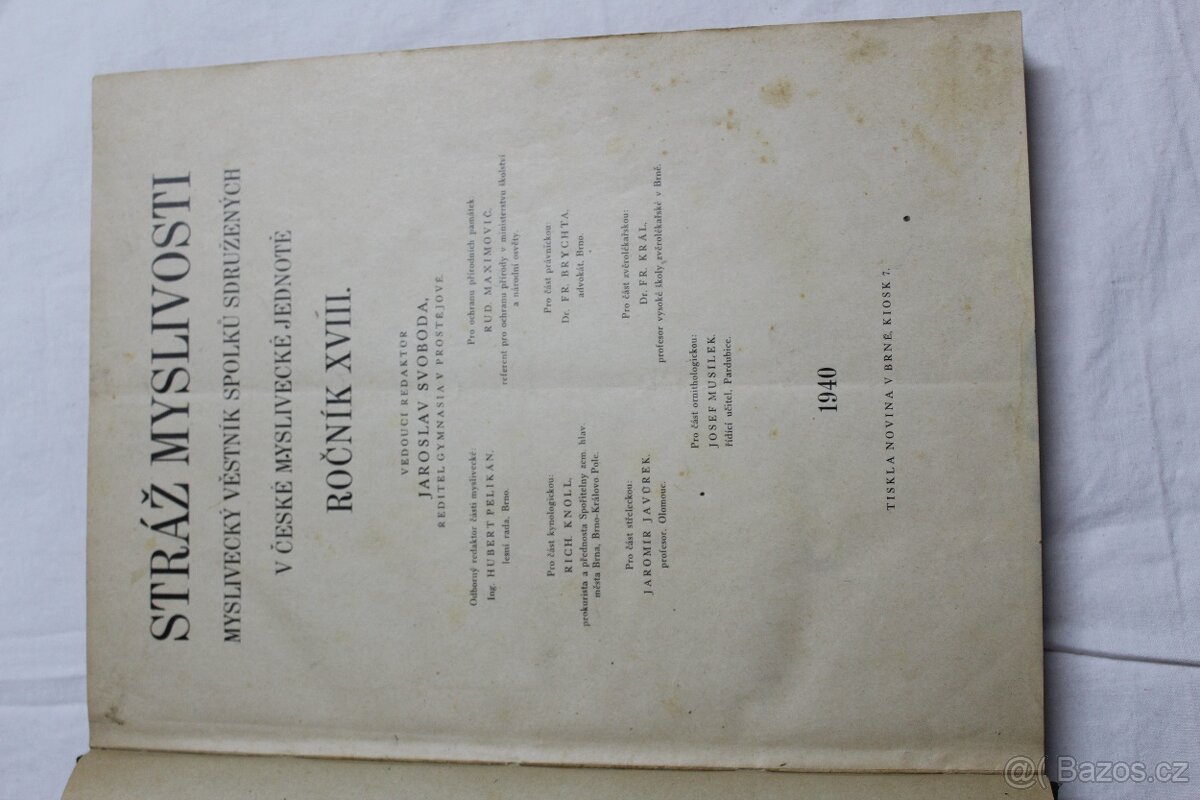 STRÁŽ MYSLIVOSTI
MYSLIVECKÝ VĚSTNÍK SPOLKŮ SDRUŽENÝCH
V ČESKÉ MYSLIVECKÉ JEDNOTĚ
ROČNÍK XVIII.
VEDOUCI REDAKTOR
JAROSLAV SVOBODA,
ŘEDITEL GYMNASIA V PROSTĚJOVĚ.
Odborný redaktor části myslivecké:
Ing. HUBERT PELIKÁN,
lesní rada, Brno.
Pro ochranu přírodních památek
RUD. MAXIMOVIČ,
referent pro ochranu přírody v ministerstvu školství
a národní osvěty.
Pro část kynologickou:
RICH. KNOLL,
prokurista a přednosta Spořitelny zem. hlav.
města Brna, Brno-Královo Pole.
Pro část právnickou:
Dr. FR. BRYCHTA,
advokát, Brno.
Pro část střeleckou:
JAROMIR JAVŮREK,
profesor, Olomouc.
Pro část zvěrolékařskou:
Dr. FR. KRÁL,
profesor vysoké školy zvěrolékařské v Brně.
Pro část ornithologickou:
JOSEF MUSILEK,
řídící učitel, Pardubice.
1940
TISKLA NOVINA V BRNĚ, KIOSK 7.
Bazos.cz